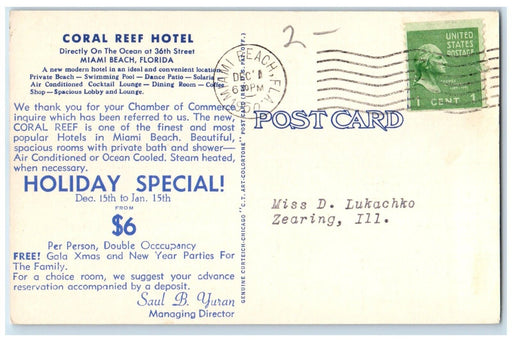 CORAL REEF HOTEL
Directly On The Ocean at 36th Street
MIAMI BEACH, FLORIDA
A new modern hotel in an ideal and convenient location
Private Beach — Swimming Pool — Dance Patio — Solaria
Air Conditioned Cocktail Lounge — Dining Room — Coffee
Shop — Spacious Lobby and Lounge.
We thank you for your Chamber of Commerce
inquire which has been referred to us. The new,
CORAL REEF is one of the finest and most
popular Hotels in Miami Beach. Beautiful,
spacious rooms with private bath and shower—
Air Conditioned or Ocean Cooled. Steam heated,
when necessary.
HOLIDAY SPECIAL!
Dec. 15th to Jan. 15th
FROM
$6
Per Person, Double Occcupancy
FREE! Gala Xmas and New Year Parties For
The Family.
For a choice room, we suggest your advance
reservation accompanied by a deposit.
Saul B. Yuran
Managing Director
GENUINE CURTEICH-CHICAGO "C.T. ART-COLORTONE" POST CARD (REG. U.S. PAT. OFF.)
2-
MIAMI BEACH, FLA.
DEC 1
6 PM
UNITED
STATES
POSTAGE
1 CENT 1
POST CARD
Miss D. Lukachko
Zearing, Ill.